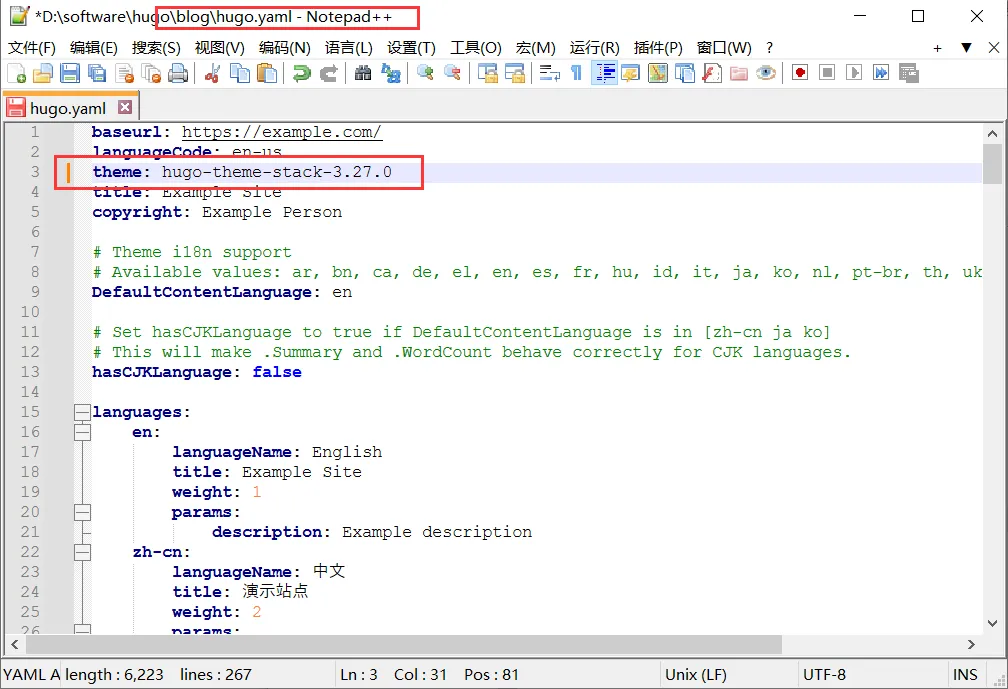 *D:\software\hugo\blog\hugo.yaml - Notepad++
文件(F) 编辑(E) 搜索(S) 视图(V) 编码(N) 语言(L) 设置(T) 工具(O) 宏(M) 运行(R) 插件(P) 窗口(W) ? + ▼ X
hugo.yaml
1 baseurl: https://example.com/
2 languageCode: en-us
3 theme: hugo-theme-stack-3.27.0
4 title: Example Site
5 copyright: Example Person
6
7 # Theme i18n support
8 # Available values: ar, bn, ca, de, el, en, es, fr, hu, id, it, ja, ko, nl, pt-br, th, uk
9 DefaultContentLanguage: en
10
11 # Set hasCJKLanguage to true if DefaultContentLanguage is in [zh-cn ja ko]
12 # This will make .Summary and .WordCount behave correctly for CJK languages.
13 hasCJKLanguage: false
14
15 languages:
16 en:
17 languageName: English
18 title: Example Site
19 weight: 1
20 params:
21 description: Example description
22 zh-cn:
23 languageName: 中文
24 title: 演示站点
25 weight: 2
26 params:
YAML A length : 6,223 lines : 267 Ln : 3 Col : 31 Pos : 81 Unix (LF) UTF-8 INS